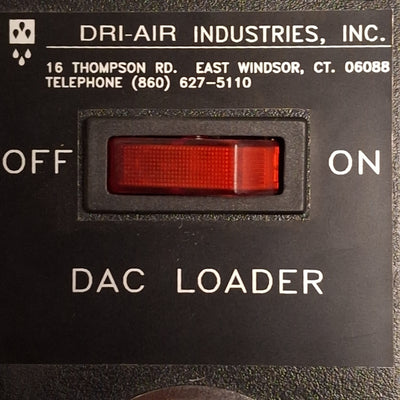 DRI-AIR INDUSTRIES, INC.
16 THOMPSON RD. EAST WINDSOR, CT. 06088
TELEPHONE (860) 627-5110
OFF ON
DAC LOADER